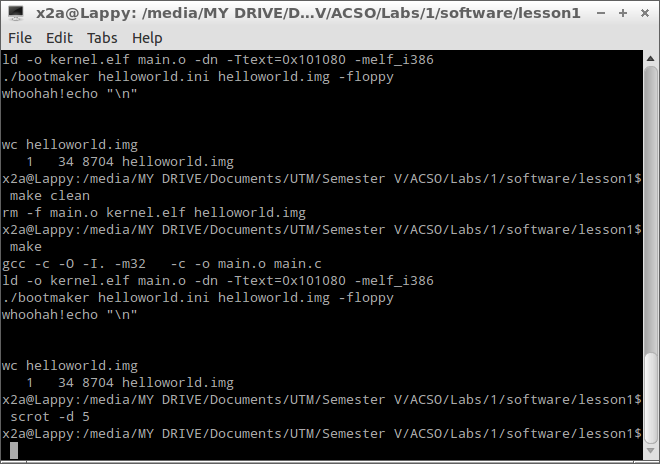 x2a@Lappy: /media/MY DRIVE/D...V/ACSO/Labs/1/software/lesson1
File Edit Tabs Help
ld -o kernel.elf main.o -dn -Ttext=0x101080 -melf_i386
./bootmaker helloworld.ini helloworld.img -floppy
whoohah!echo "\n"
wc helloworld.img
1 34 8704 helloworld.img
x2a@Lappy:/media/MY DRIVE/Documents/UTM/Semester V/ACSO/Labs/1/software/lesson1$
make clean
rm -f main.o kernel.elf helloworld.img
x2a@Lappy:/media/MY DRIVE/Documents/UTM/Semester V/ACSO/Labs/1/software/lesson1$
make
gcc -c -O -I. -m32 -c -o main.o main.c
ld -o kernel.elf main.o -dn -Ttext=0x101080 -melf_i386
./bootmaker helloworld.ini helloworld.img -floppy
whoohah!echo "\n"
wc helloworld.img
1 34 8704 helloworld.img
x2a@Lappy:/media/MY DRIVE/Documents/UTM/Semester V/ACSO/Labs/1/software/lesson1$
scrot -d 5
x2a@Lappy:/media/MY DRIVE/Documents/UTM/Semester V/ACSO/Labs/1/software/lesson1$